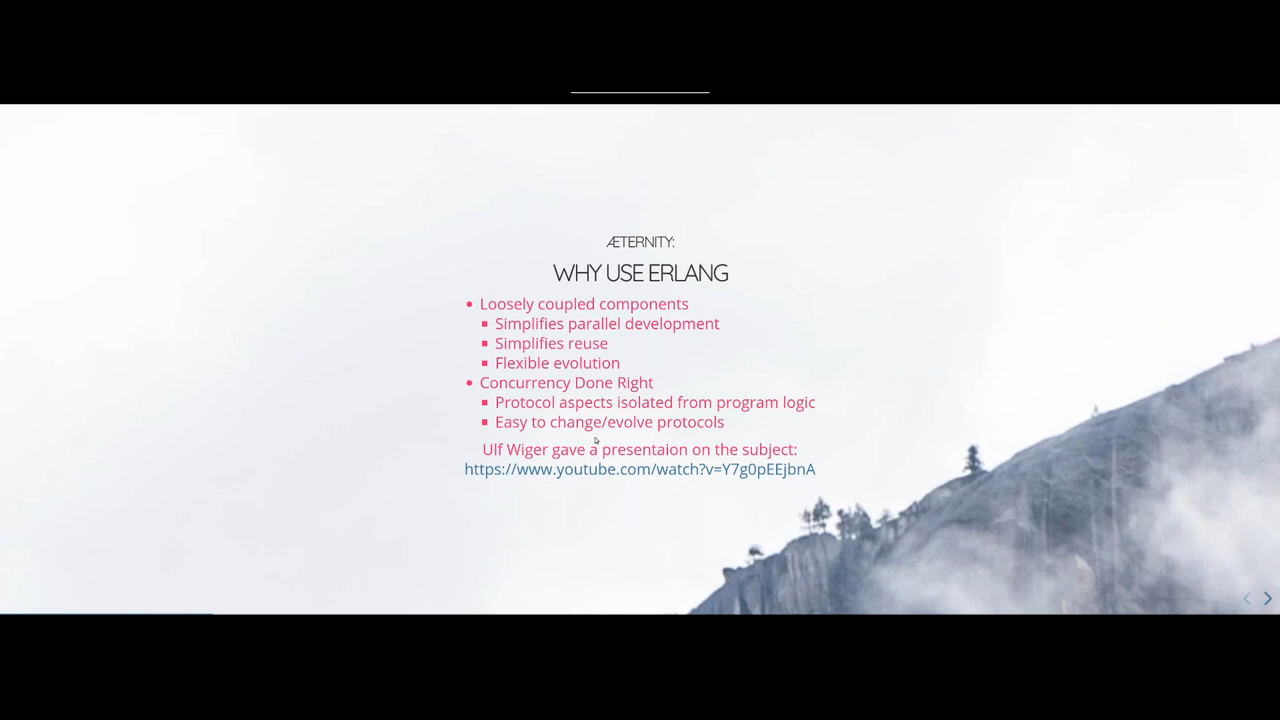 ÆTERNITY:
WHY USE ERLANG
Loosely coupled components
Simplifies parallel development
Simplifies reuse
Flexible evolution
Concurrency Done Right
Protocol aspects isolated from program logic
Easy to change/evolve protocols
Ulf Wiger gave a presentaion on the subject:
https://www.youtube.com/watch?v=Y7g0pEEjbnA